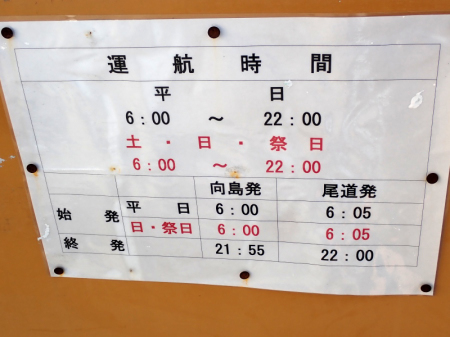 運航時間
平日
6:00 ～ 22:00
土・日・祭日
6:00 ～ 22:00
向島発 尾道発
始発 平日 6:00 6:05
日・祭日 6:00 6:05
終発 21:55 22:00